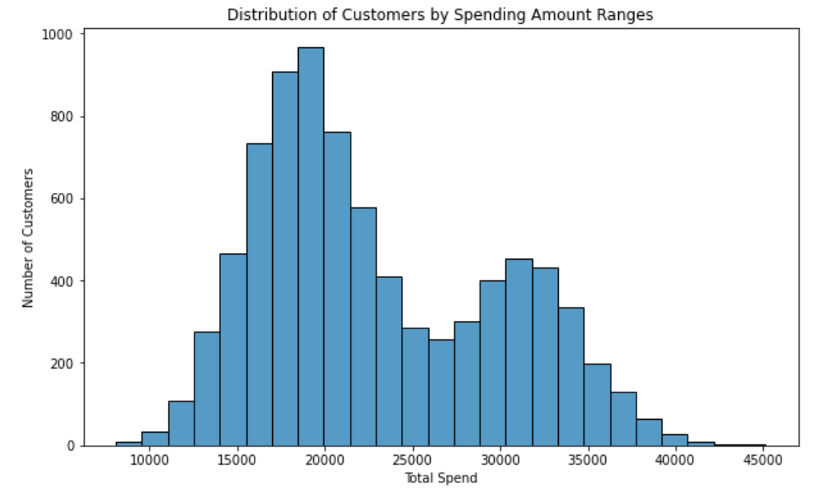 Distribution of Customers by Spending Amount Ranges
1000
800
600
400
200
0
Number of Customers
10000 15000 20000 25000 30000 35000 40000 45000
Total Spend